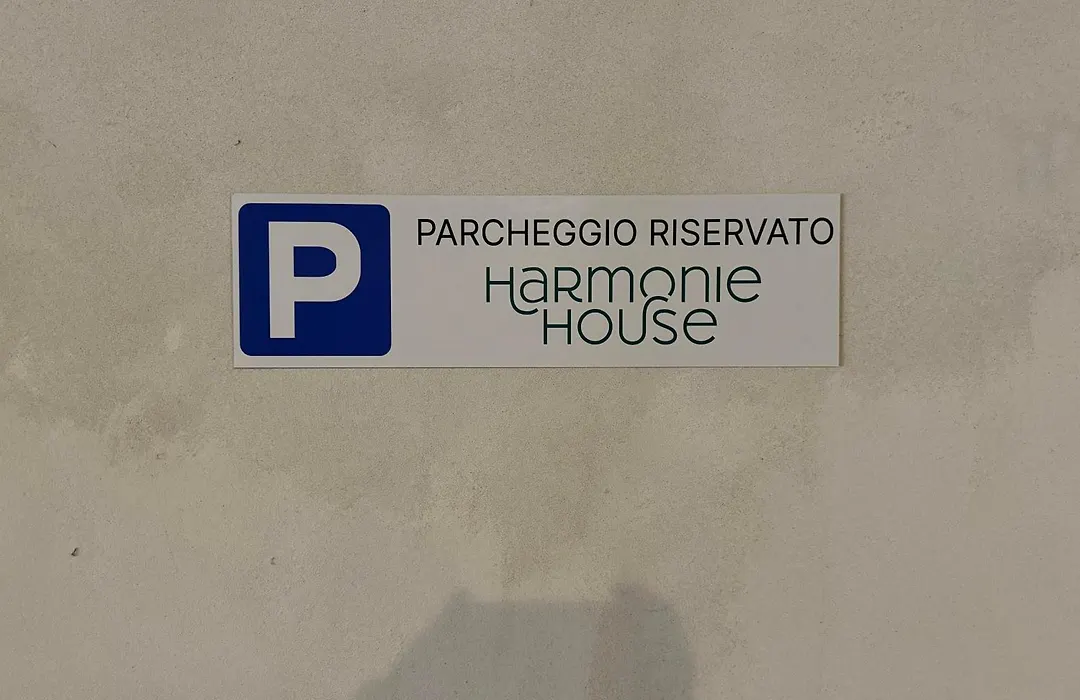 P
PARCHEGGIO RISERVATO
HaRmonie
HOUSe